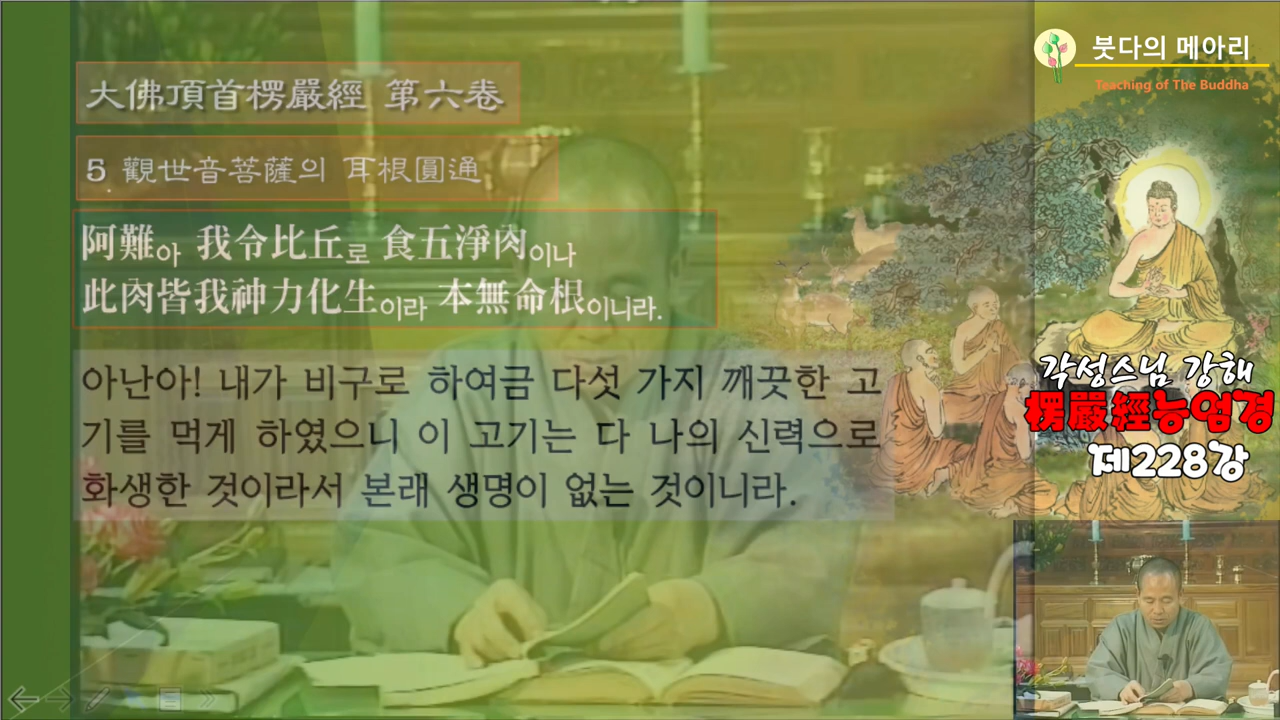 大佛頂首楞嚴經 第六卷
5 觀世音菩薩의 耳根圓通
阿難아 我令比丘로 食五淨肉이나
此肉皆我神力化生이라 本無命根이니라.
아난아! 내가 비구로 하여금 다섯 가지 깨끗한 고
기를 먹게 하였으니 이 고기는 다 나의 신력으로
화생한 것이라서 본래 생명이 없는 것이니라.
붓다의 메아리
Teaching of The Buddha
각성스님 강해
楞嚴經능엄경
제228강